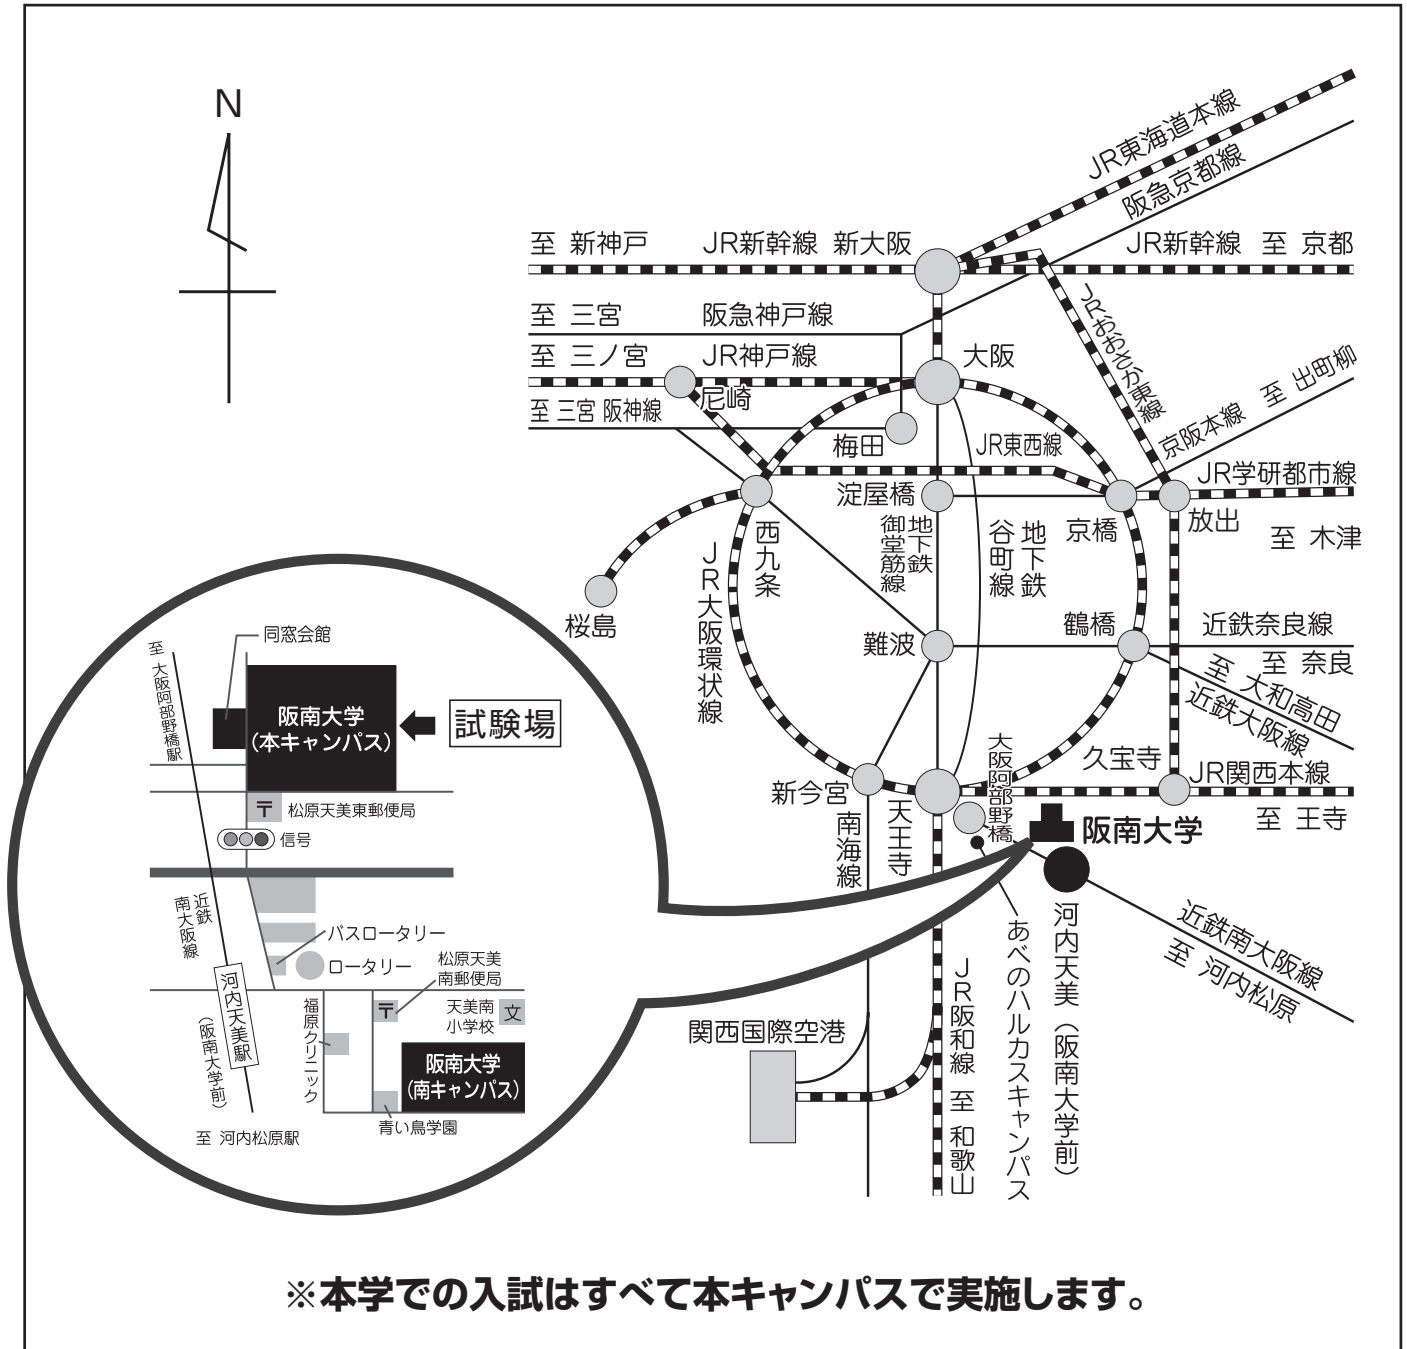 N
JR東海道本線
阪急京都線
至 新神戸
JR新幹線
新大阪
JR新幹線
至 京都
至 三宮
阪急神戸線
至 三ノ宮
JR神戸線
大阪
JRおおさか東線
尼崎
至 三宮 阪神線
梅田
JR東西線
京阪本線
至 出町柳
淀屋橋
JR学研都市線
京橋
放出
至 木津
西九条
地下鉄
御堂筋線
地下鉄
谷町線
桜島
JR大阪環状線
難波
鶴橋
近鉄奈良線
至 奈良
至 大和高田
近鉄大阪線
大阪阿部野橋
久宝寺
JR関西本線
至 王寺
新今宮
天王寺
南海線
阪南大学
河内天美(阪南大学前)
あべのハルカスキャンパス
近鉄南大阪線
至 河内松原
関西国際空港
JR阪和線 至 和歌山
同窓会館
至 大阪阿部野橋駅
阪南大学
(本キャンパス)
試験場
〒
松原天美東郵便局
信号
近鉄
南大阪線
バスロータリー
ロータリー
松原天美
南郵便局
河内天美駅
(阪南大学前)
福原クリニック
〒
天美南
小学校
文
阪南大学
(南キャンパス)
青い鳥学園
至 河内松原駅
※本学での入試はすべて本キャンパスで実施します。